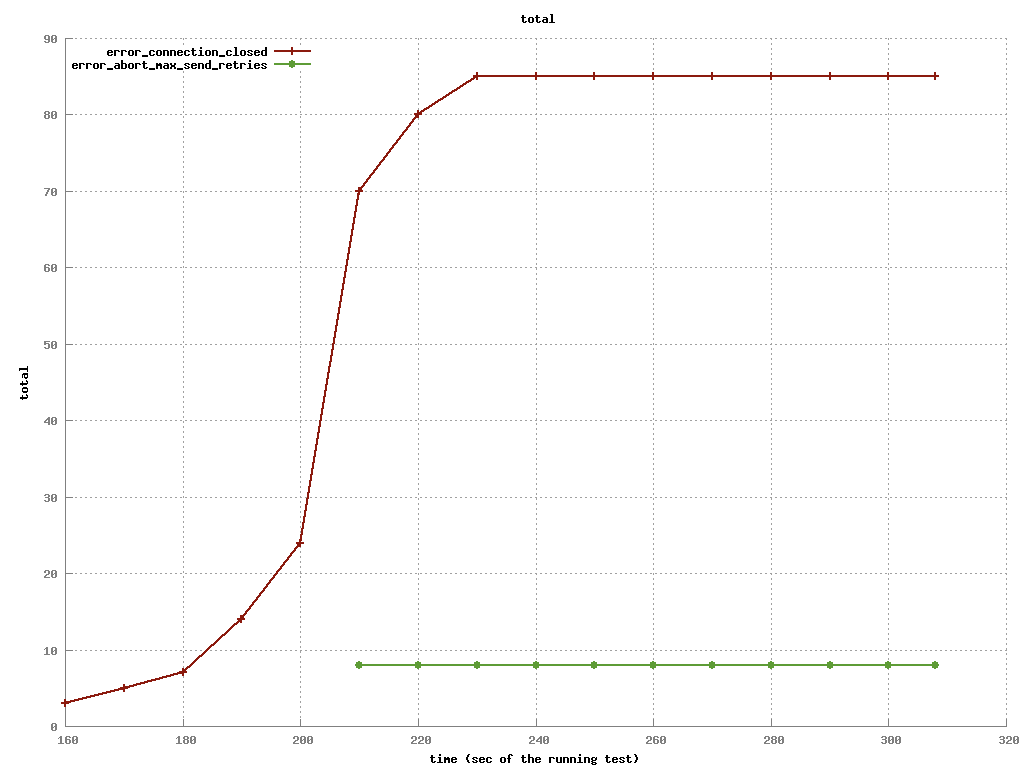 total
error_connection_closed
error_abort_max_send_retries
90
80
70
60
50
40
30
20
10
0
total
160 180 200 220 240 260 280 300 320
time (sec of the running test)